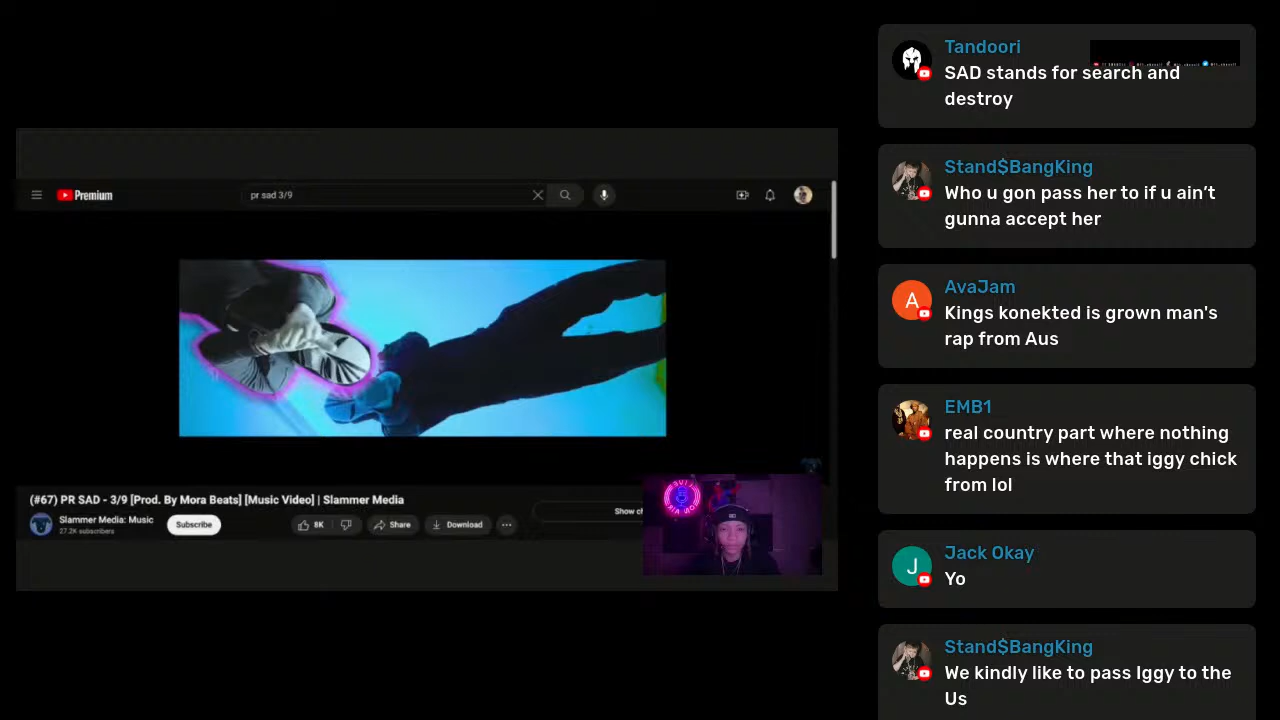 Premium
pr sad 3/9
(#67) PR SAD - 3/9 [Prod. By Mora Beats] [Music Video] | Slammer Media
Slammer Media: Music
27.2K subscribers
Subscribe
8K
Share
Download
Show ch
Tandoori
SAD stands for search and
destroy
Stand$BangKing
Who u gon pass her to if u ain't
gunna accept her
A
AvaJam
Kings konekted is grown man's
rap from Aus
EMB1
real country part where nothing
happens is where that iggy chick
from lol
J
Jack Okay
Yo
Stand$BangKing
We kindly like to pass Iggy to the
Us